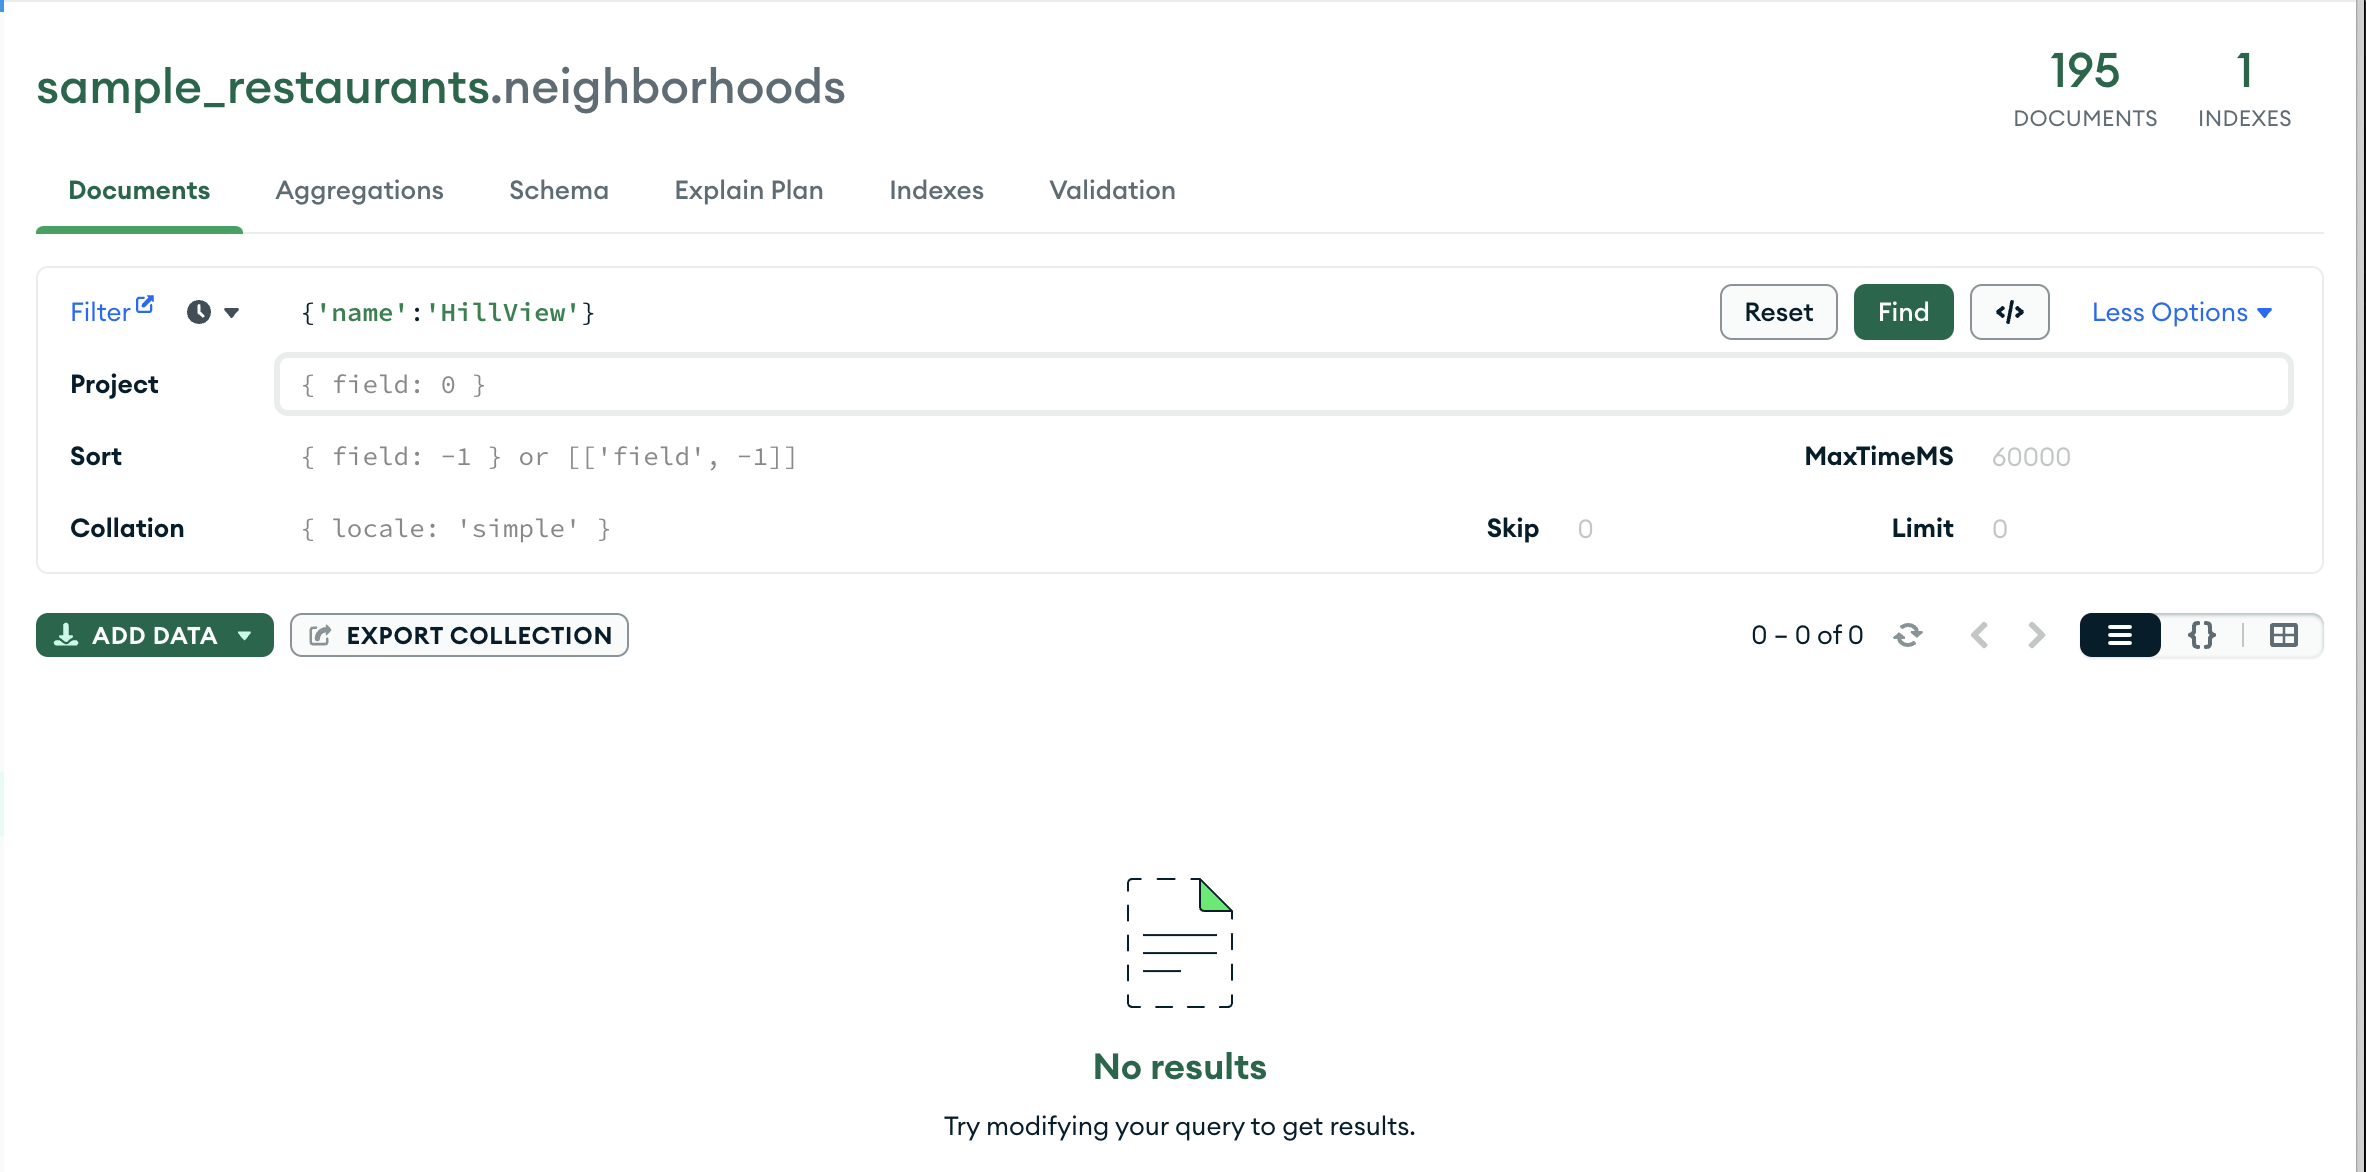 sample_restaurants.neighborhoods
195 1
DOCUMENTS INDEXES
Documents Aggregations Schema Explain Plan Indexes Validation
Filter {'name':'HillView'} Reset Find </> Less Options
Project { field: 0 }
Sort { field: -1 } or [['field', -1]] MaxTimeMS 60000
Collation { locale: 'simple' } Skip 0 Limit 0
ADD DATA EXPORT COLLECTION 0 – 0 of 0 {}
No results
Try modifying your query to get results.